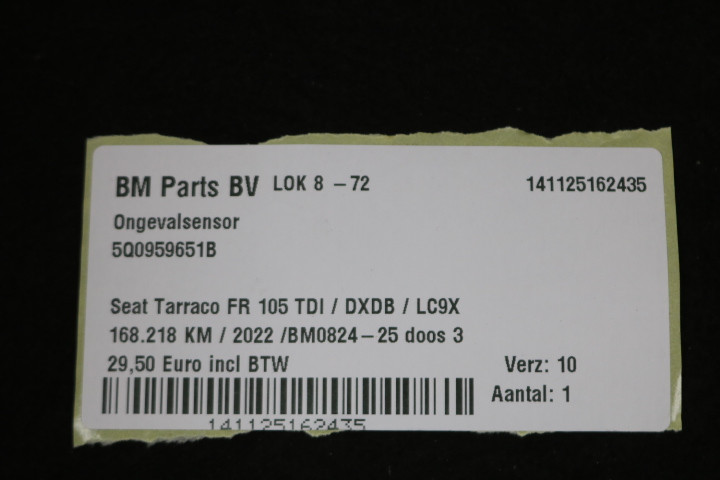 BM Parts BV LOK 8 - 72 141125162435
Ongevalsensor
5Q0959651B
Seat Tarraco FR 105 TDI / DXDB / LC9X
168.218 KM / 2022 /BM0824-25 doos 3
29,50 Euro incl BTW Verz: 10
Aantal: 1
141125162435